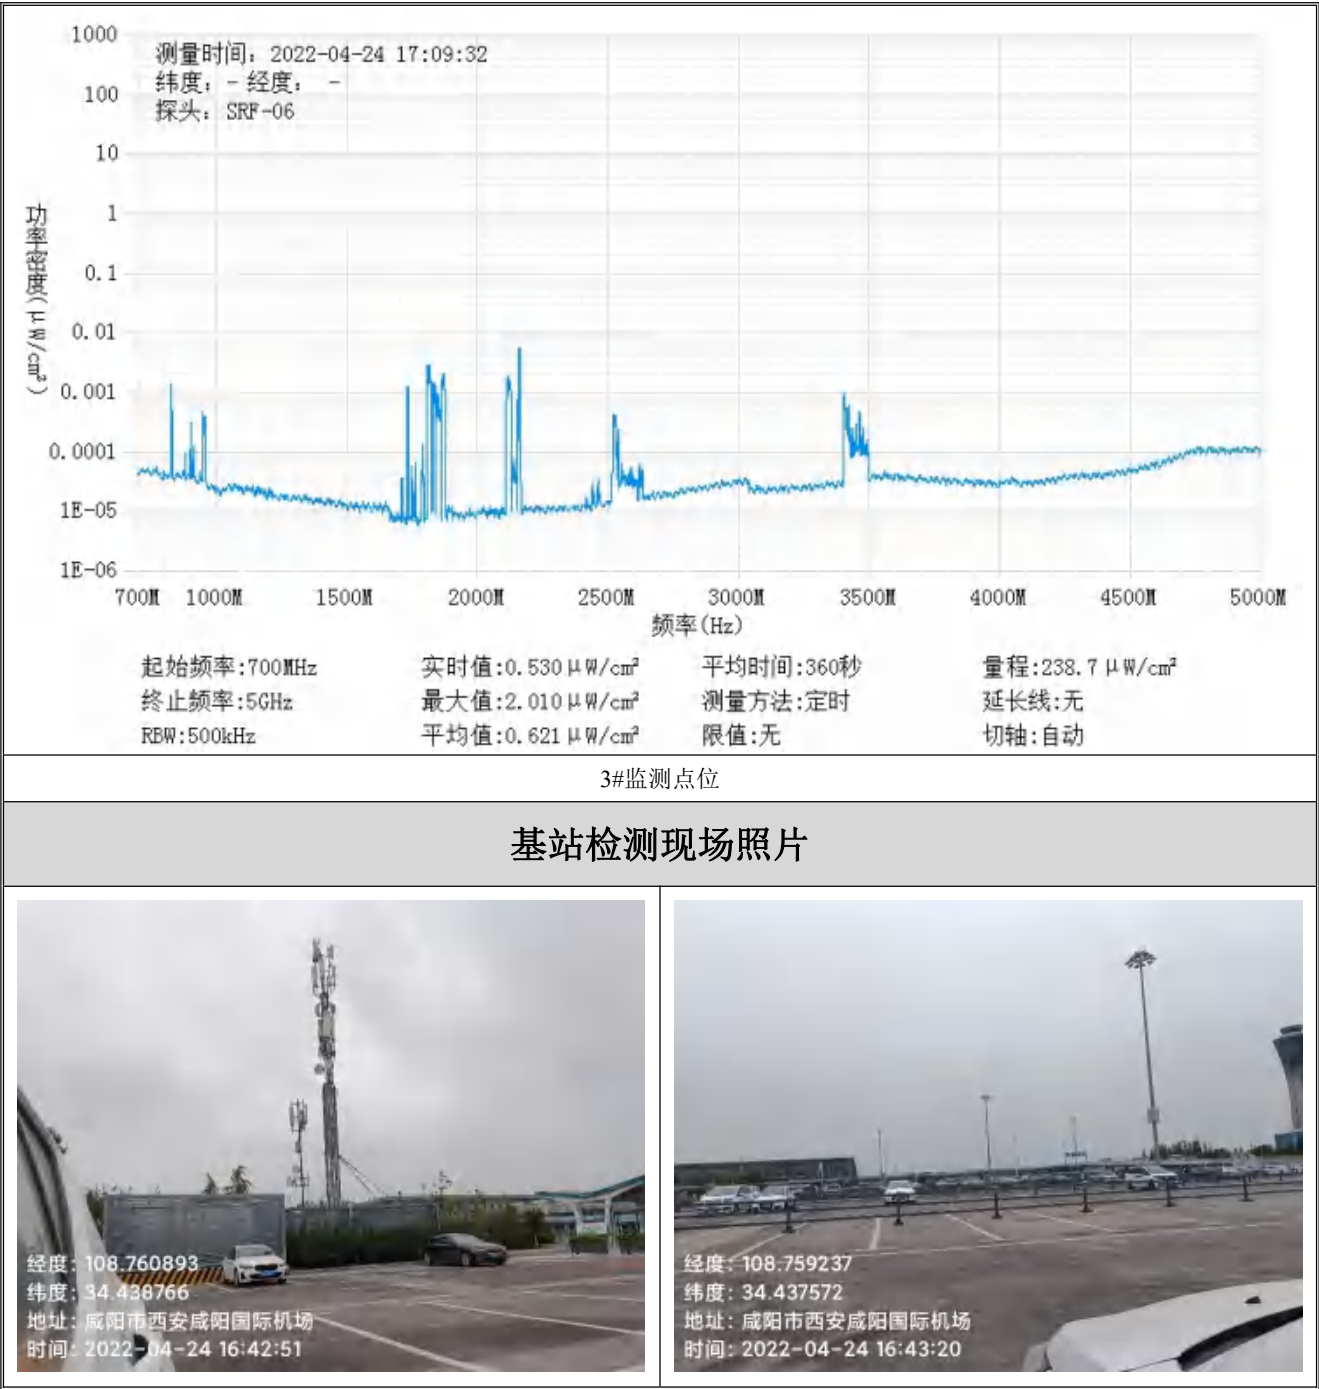 1000
测量时间：2022-04-24 17:09:32
纬度：- 经度： -
100
探头：SRF-06
10
1
0.1
0.01
0.001
0.0001
1E-05
1E-06
功率密度(μW/cm²)
700M 1000M 1500M 2000M 2500M 3000M 3500M 4000M 4500M 5000M
频率(Hz)
起始频率:700MHz 实时值:0.530μW/cm² 平均时间:360秒 量程:238.7μW/cm²
终止频率:5GHz 最大值:2.010μW/cm² 测量方法:定时 延长线:无
RBW:500kHz 平均值:0.621μW/cm² 限值:无 切轴:自动
3#监测点位
基站检测现场照片
经度：108.760893
纬度：34.438766
地址：咸阳市西安咸阳国际机场
时间：2022-04-24 16:42:51
经度：108.759237
纬度：34.437572
地址：咸阳市西安咸阳国际机场
时间：2022-04-24 16:43:20